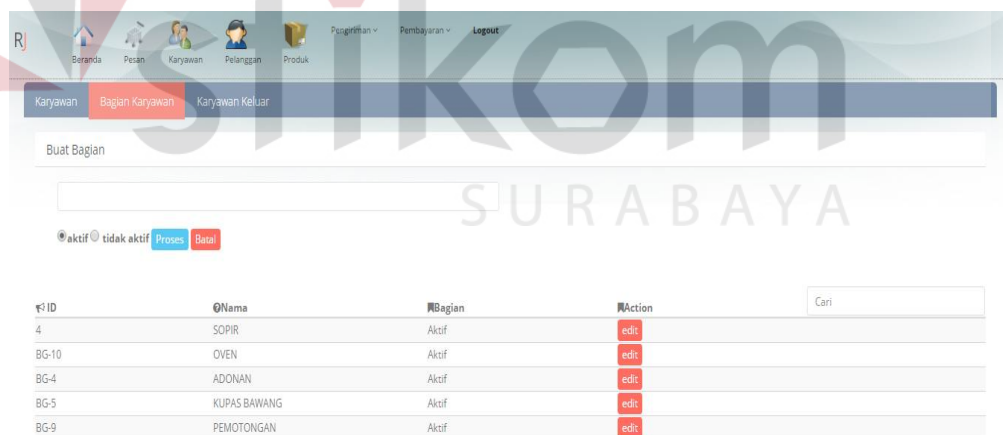 RJ
Beranda Pesan Karyawan Pelanggan Produk Pengiriman Pembayaran Logout
Karyawan Bagian Karyawan Karyawan Keluar
Buat Bagian
aktif tidak aktif Proses Batal
Cari
ID Nama Bagian Action
4 SOPIR Aktif edit
BG-10 OVEN Aktif edit
BG-4 ADONAN Aktif edit
BG-5 KUPAS BAWANG Aktif edit
BG-9 PEMOTONGAN Aktif edit
stikom
SURABAYA